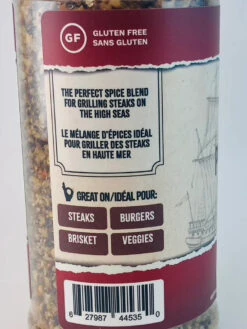 GF
GLUTEN FREE
SANS GLUTEN
THE PERFECT SPICE BLEND
FOR GRILLING STEAKS ON
THE HIGH SEAS
LE MÉLANGE D'ÉPICES IDÉAL
POUR GRILLER DES STEAKS
EN HAUTE MER
GREAT ON/IDÉAL POUR:
STEAKS
BURGERS
BRISKET
VEGGIES
6 27987 44535 0